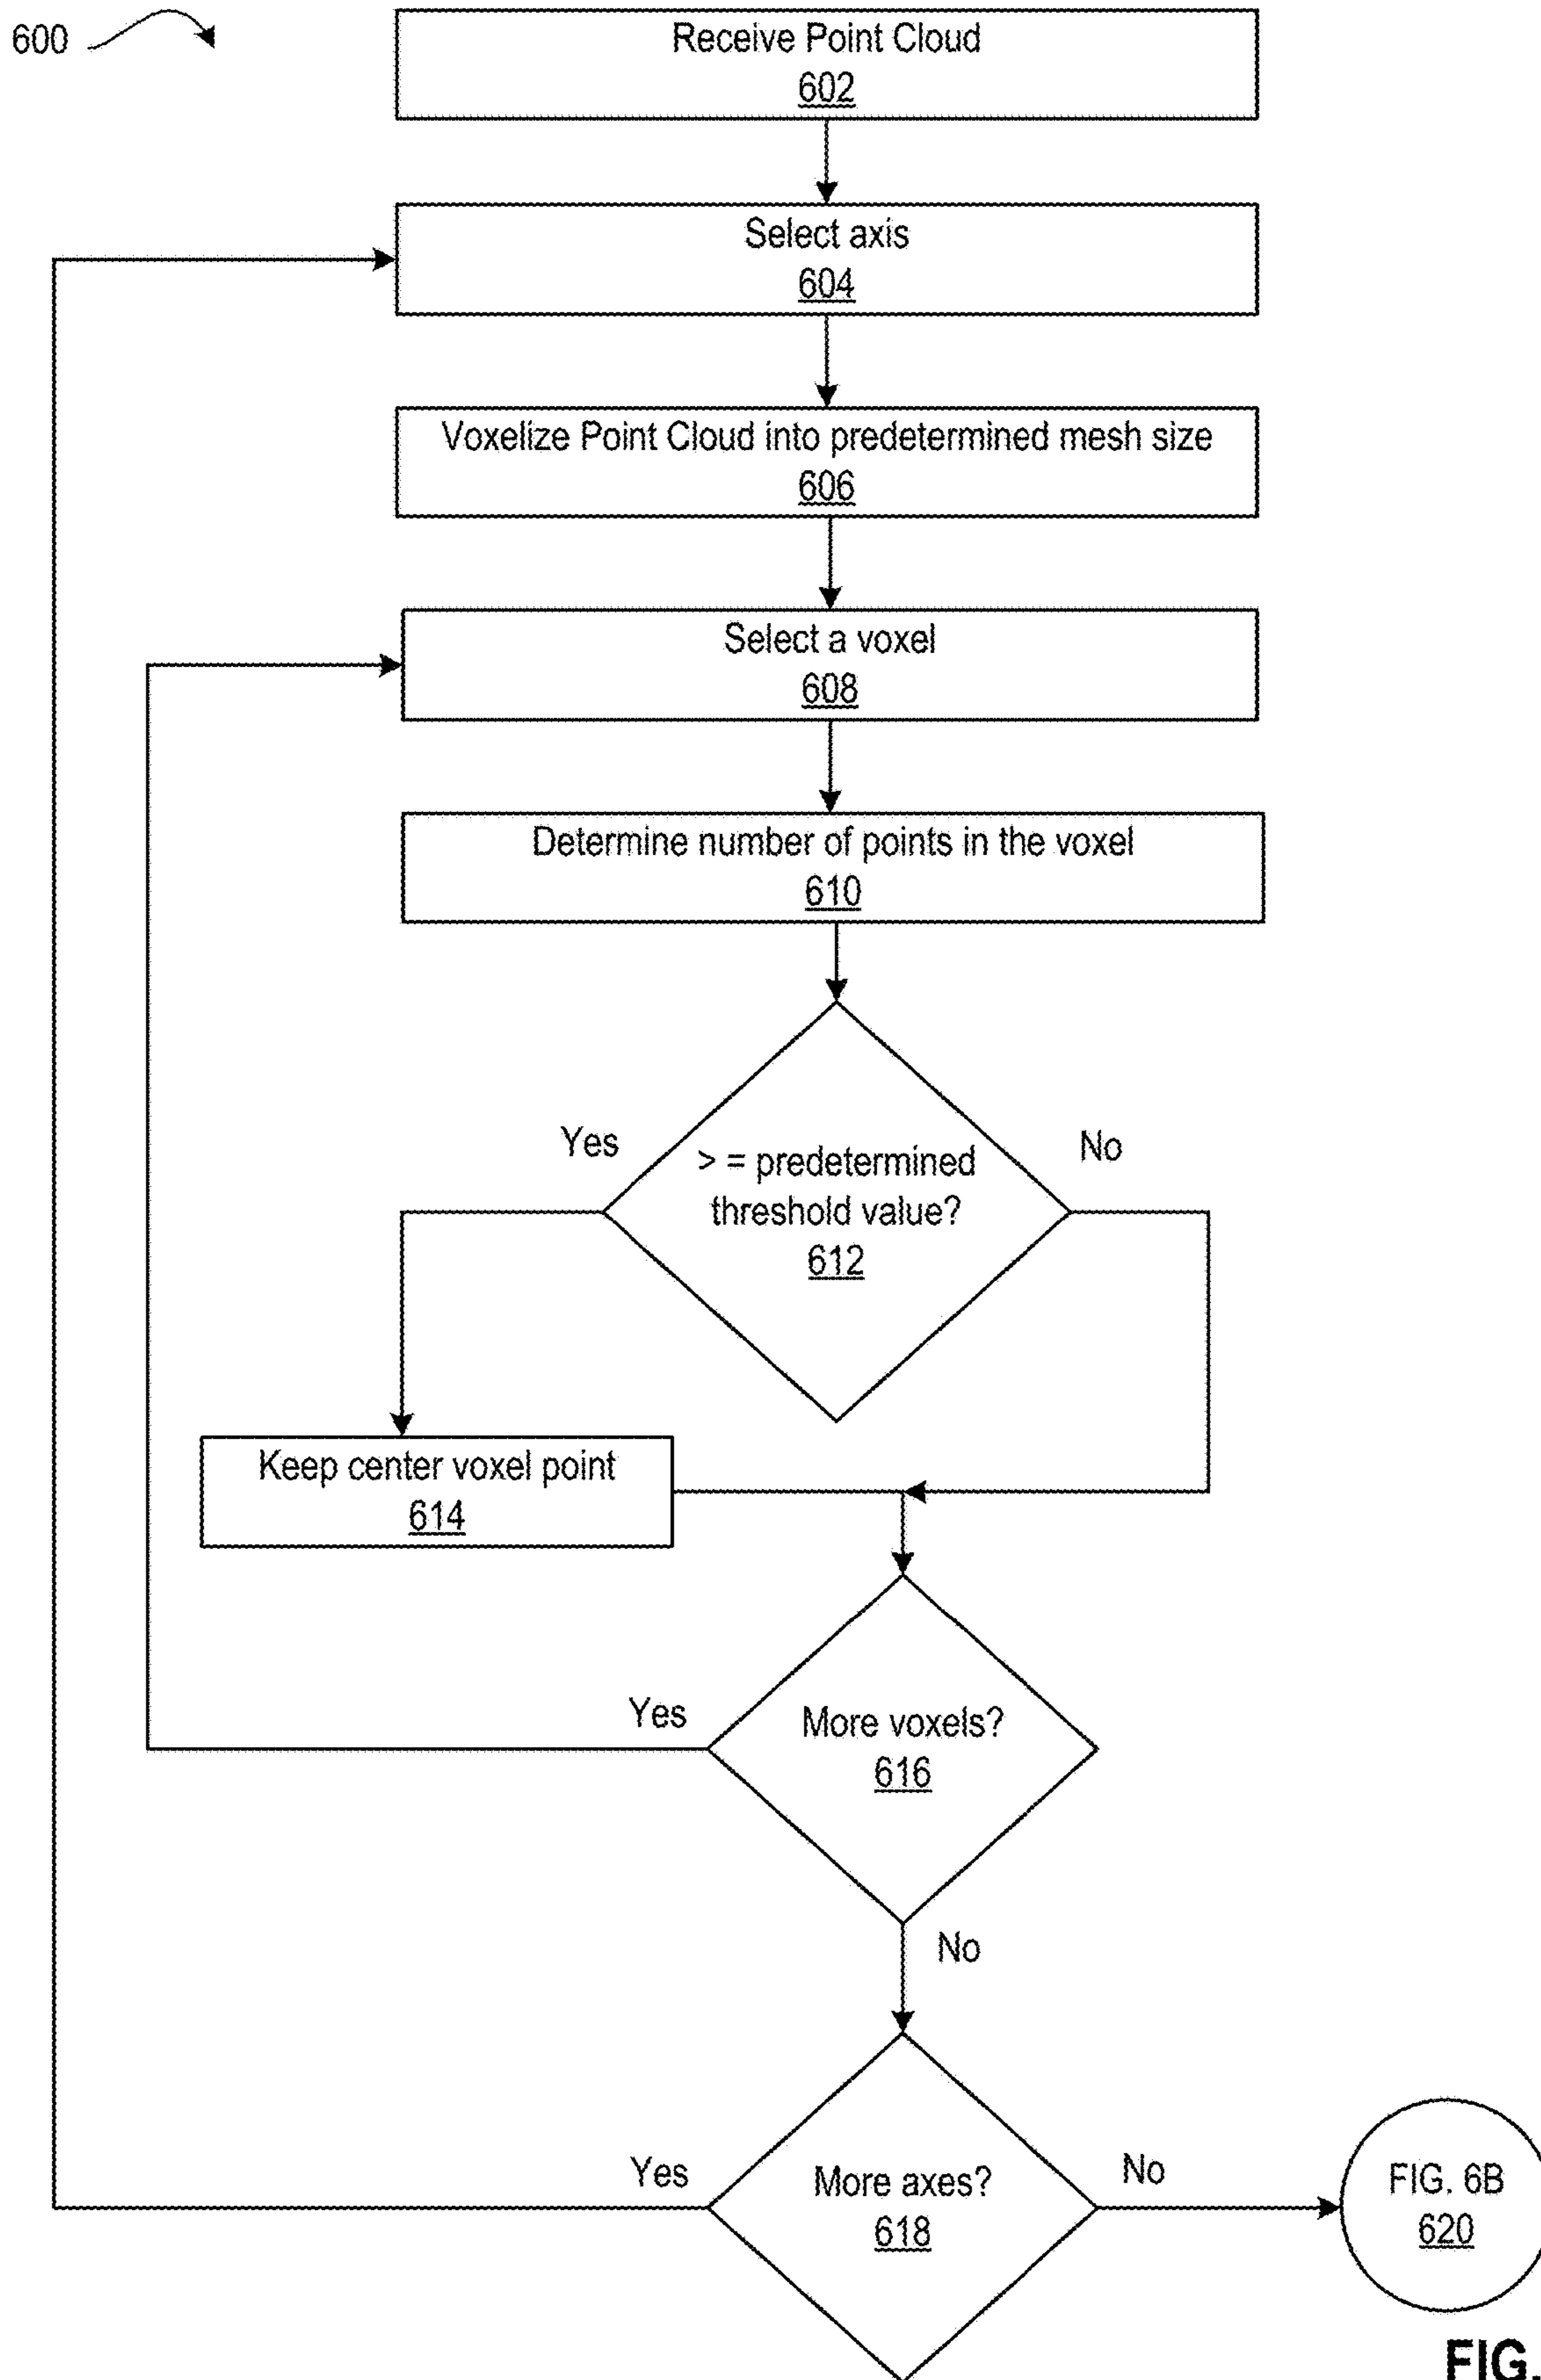 600
Receive Point Cloud
602
Select axis
604
Voxelize Point Cloud into predetermined mesh size
606
Select a voxel
608
Determine number of points in the voxel
610
Yes
No
> = predetermined
threshold value?
612
Keep center voxel point
614
Yes
More voxels?
616
No
Yes
More axes?
618
No
FIG. 6B
620
FIG.